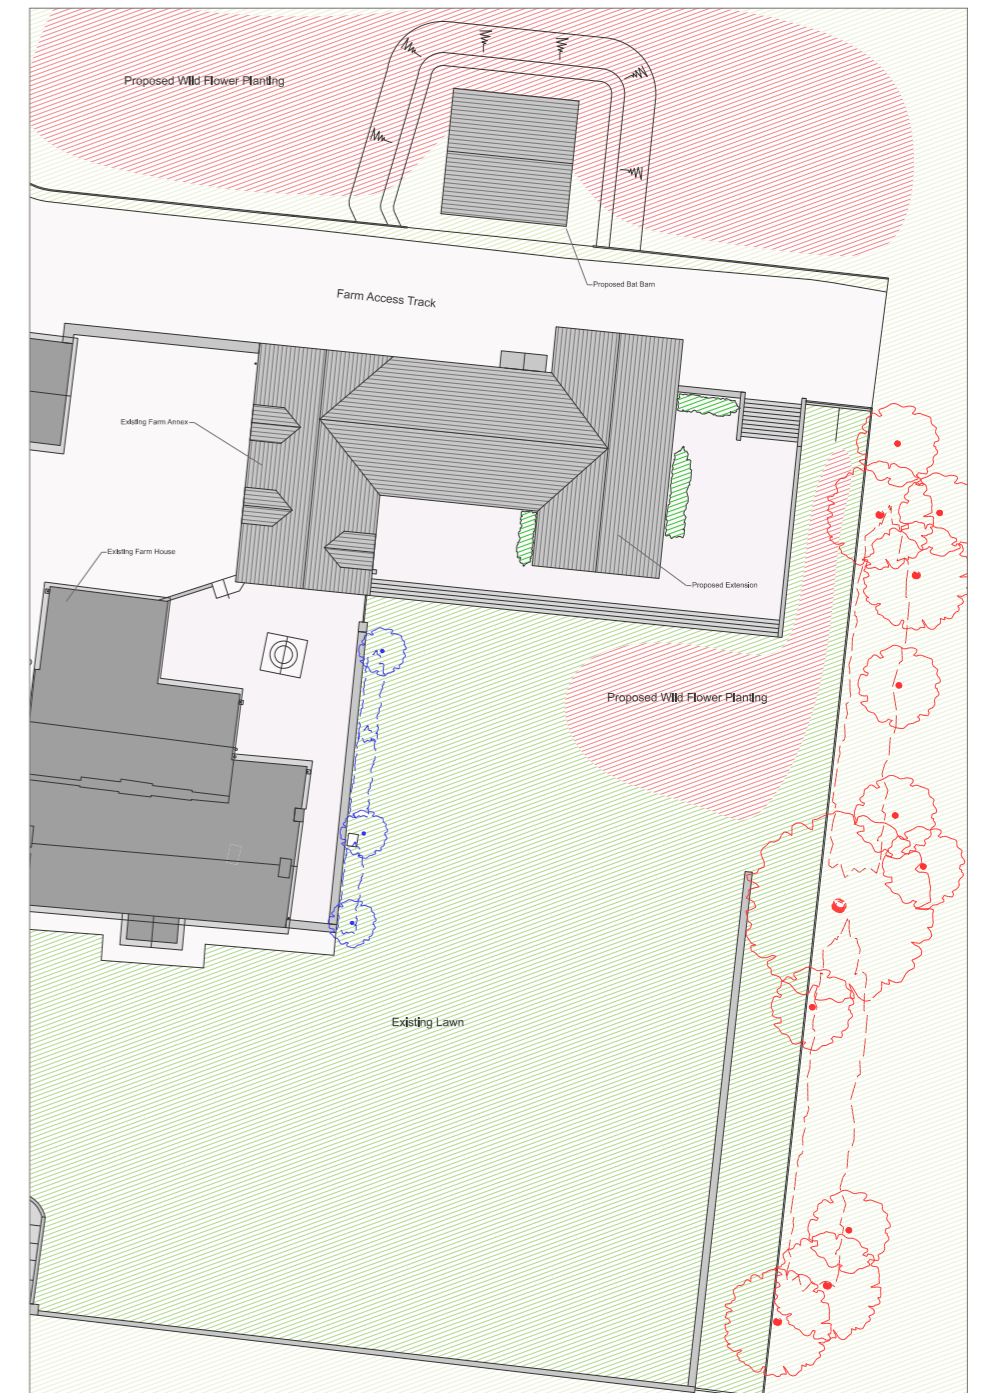 Proposed Wild Flower Planting
Proposed Bat Barn
Farm Access Track
Existing Farm Annex
Existing Farm House
Proposed Extension
Proposed Wild Flower Planting
Existing Lawn